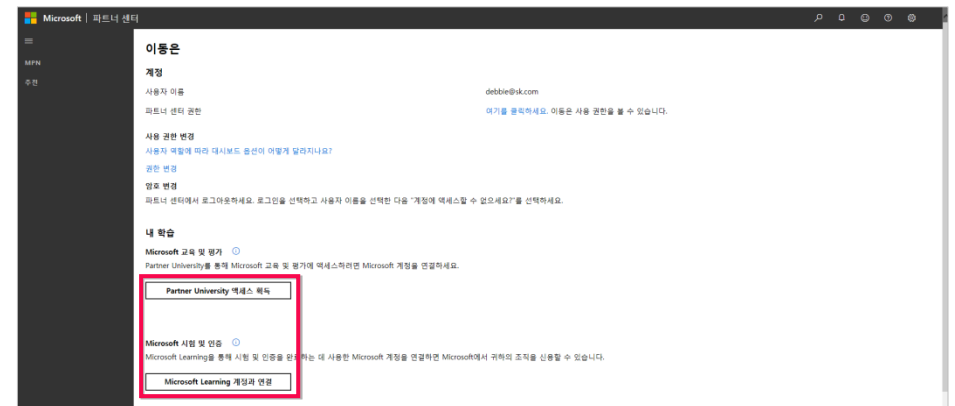 Microsoft | 파트너 센터
MPN
추천
이동은
계정
사용자 이름 debbie@sk.com
파트너 센터 권한 여기를 클릭하세요. 이동은 사용 권한을 볼 수 있습니다.
사용 권한 변경
사용자 역할에 따라 대시보드 옵션이 어떻게 달라지나요?
권한 변경
암호 변경
파트너 센터에서 로그아웃하세요. 로그인을 선택하고 사용자 이름을 선택한 다음 "계정에 액세스할 수 없으세요?"를 선택하세요.
내 학습
Microsoft 교육 및 평가
Partner University를 통해 Microsoft 교육 및 평가에 액세스하려면 Microsoft 계정을 연결하세요.
Partner University 액세스 획득
Microsoft 시험 및 인증
Microsoft Learning을 통해 시험 및 인증을 완료하는 데 사용한 Microsoft 계정을 연결하면 Microsoft에서 귀하의 조직을 신용할 수 있습니다.
Microsoft Learning 계정과 연결